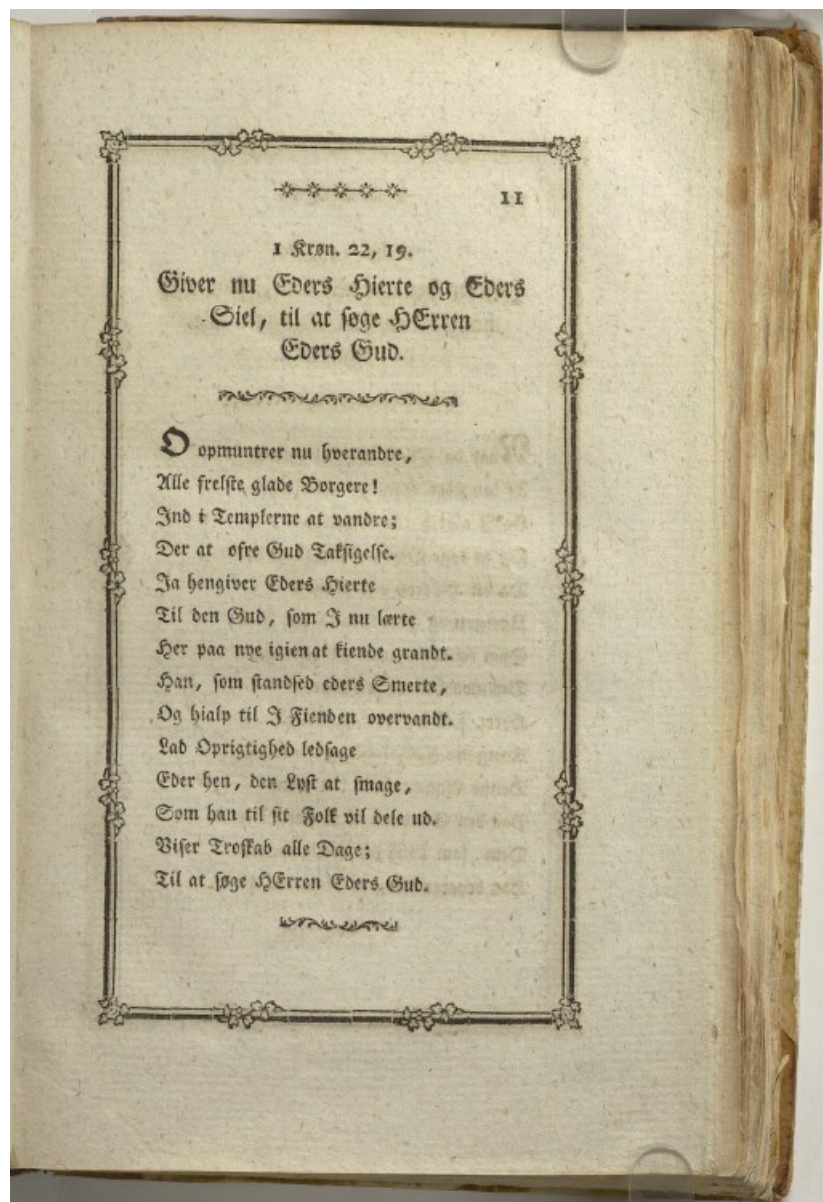 11
1 Krøn. 22, 19.
Giver nu Eders Hierte og Eders
Siel, til at søge HErren
Eders Gud.
O opmuntrer nu hverandre,
Alle frelste glade Borgere!
Ind i Templerne at vandre;
Der at ofre Gud Taksigelse.
Ja hengiver Eders Hierte
Til den Gud, som I nu lærte
Her paa nye igien at kiende grandt.
Han, som standsed eders Smerte,
Og hialp til I Fienden overvandt.
Lad Oprigtighed ledsage
Eder hen, den Lyst at smage,
Som han til sit Folk vil dele ud.
Viser Troskab alle Dage;
Til at søge HErren Eders Gud.